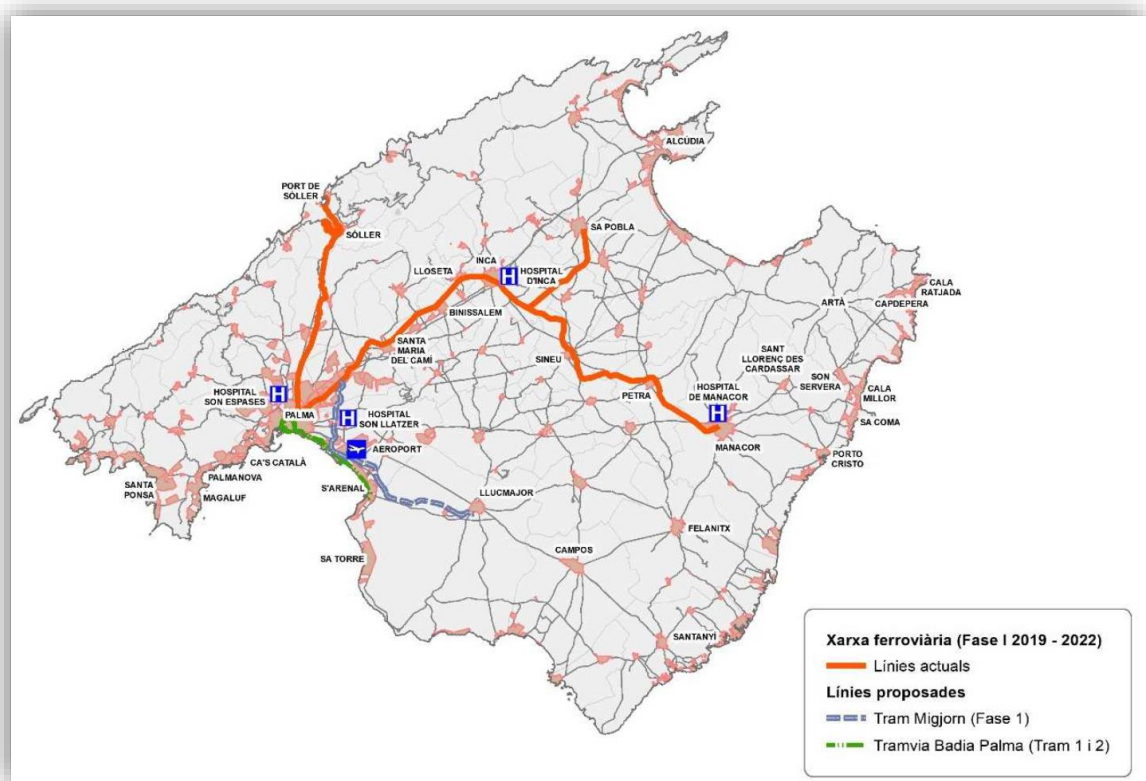 ALCÚDIA
PORT DE
SÓLLER
SÓLLER
SA POBLA
INCA
LLOSETA
HOSPITAL
D'INCA
BINISSALEM
CALA
RATJADA
ARTÀ
CAPDEPERA
SANTA
MARIA
DEL CAMÍ
SINEU
SANT
LLORENÇ DES
CARDASSAR
SON
SERVERA
HOSPITAL
SON ESPASES
PETRA
HOSPITAL
DE MANACOR
CALA
MILLOR
PALMA
HOSPITAL
SON LLATZER
SA COMA
MANACOR
AEROPORT
PORTO
CRISTO
CA'S CATALÀ
PALMANOVA
SANTA
PONSA
MAGALUF
S'ARENAL
LLUCMAJOR
FELANITX
SA TORRE
CAMPOS
SANTANYÍ
Xarxa ferroviària (Fase I 2019 - 2022)
Línies actuals
Línies proposades
Tram Migjorn (Fase 1)
Tramvia Badia Palma (Tram 1 i 2)
H
H
H
H